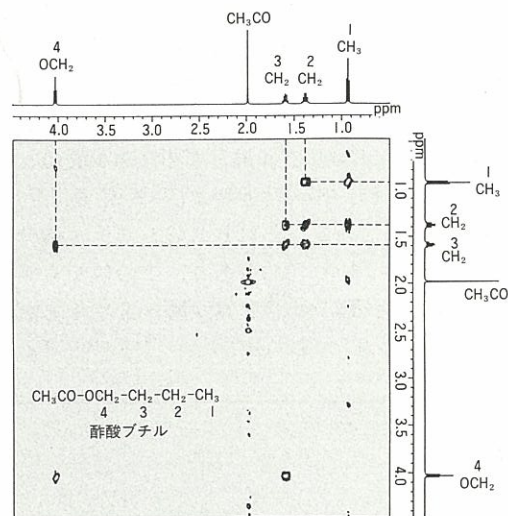 CH₃CO
4
OCH₂
3
CH₂
2
CH₂
1
CH₃
ppm
4.0 3.5 3.0 2.5 2.0 1.5 1.0
ppm
1.0
1.5
2.0
2.5
3.0
3.5
4.0
1
CH₃
2
CH₂
3
CH₂
CH₃CO
4
OCH₂
CH₃CO-OCH₂-CH₂-CH₂-CH₃
4 3 2 1
酢酸ブチル